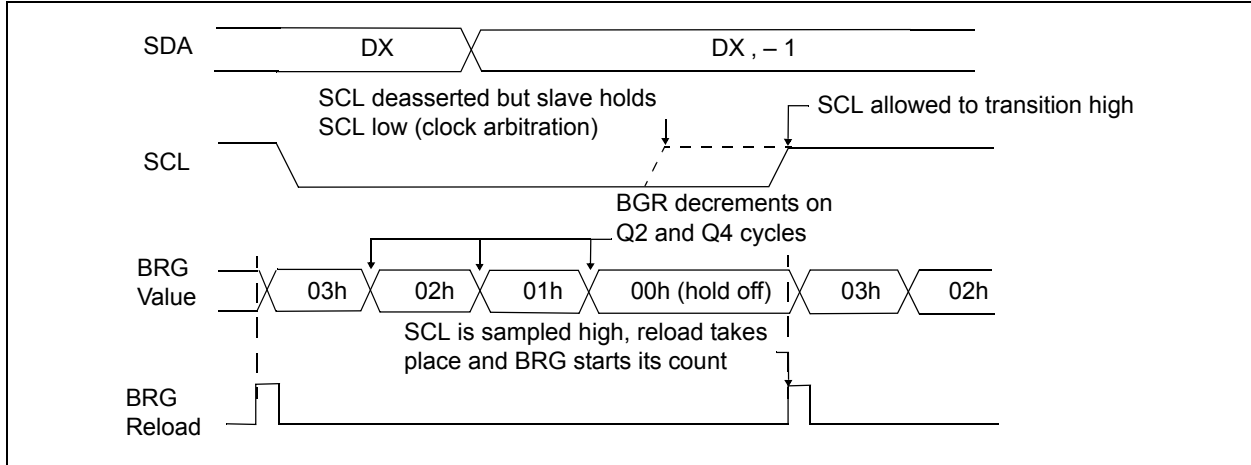 SDA
DX
DX , – 1
SCL deasserted but slave holds
SCL low (clock arbitration)
SCL allowed to transition high
SCL
BGR decrements on
Q2 and Q4 cycles
BRG
Value
03h
02h
01h
00h (hold off)
03h
02h
SCL is sampled high, reload takes
place and BRG starts its count
BRG
Reload